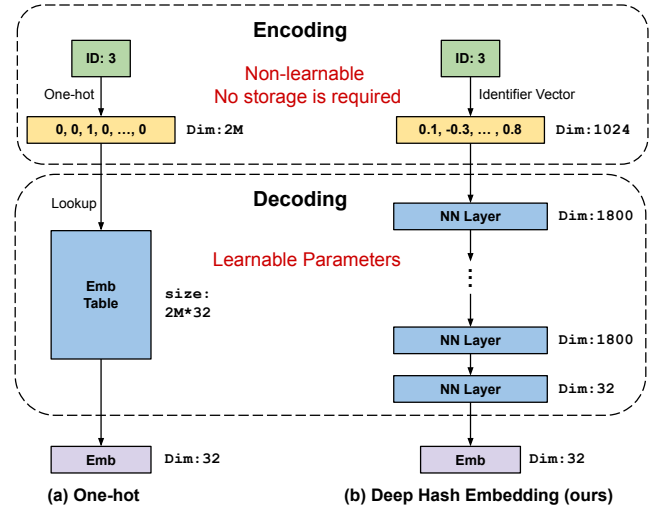 Encoding
ID: 3
ID: 3
Non-learnable
No storage is required
One-hot
Identifier Vector
0, 0, 1, 0, ..., 0
Dim:2M
0.1, -0.3, ... , 0.8
Dim:1024
Decoding
Lookup
NN Layer
Dim:1800
Learnable Parameters
Emb
Table
size:
2M*32
NN Layer
Dim:1800
NN Layer
Dim:32
Emb
Dim:32
Emb
Dim:32
(a) One-hot
(b) Deep Hash Embedding (ours)